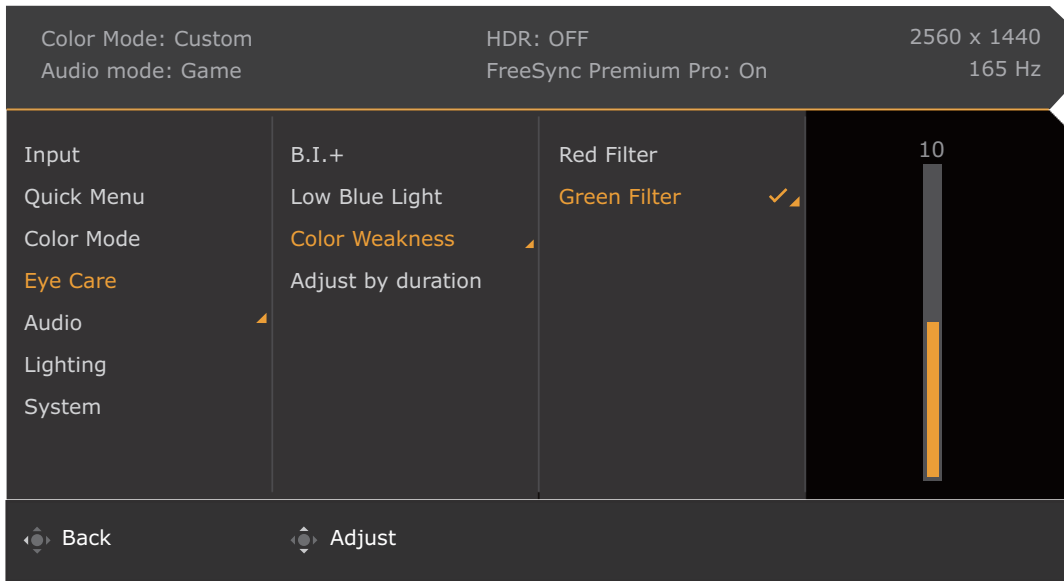 Color Mode: Custom
HDR: OFF
2560 x 1440
Audio mode: Game
FreeSync Premium Pro: On
165 Hz
Input
Quick Menu
Color Mode
Eye Care
Audio
Lighting
System
B.I.+
Low Blue Light
Color Weakness
Adjust by duration
Red Filter
Green Filter
10
Back
Adjust